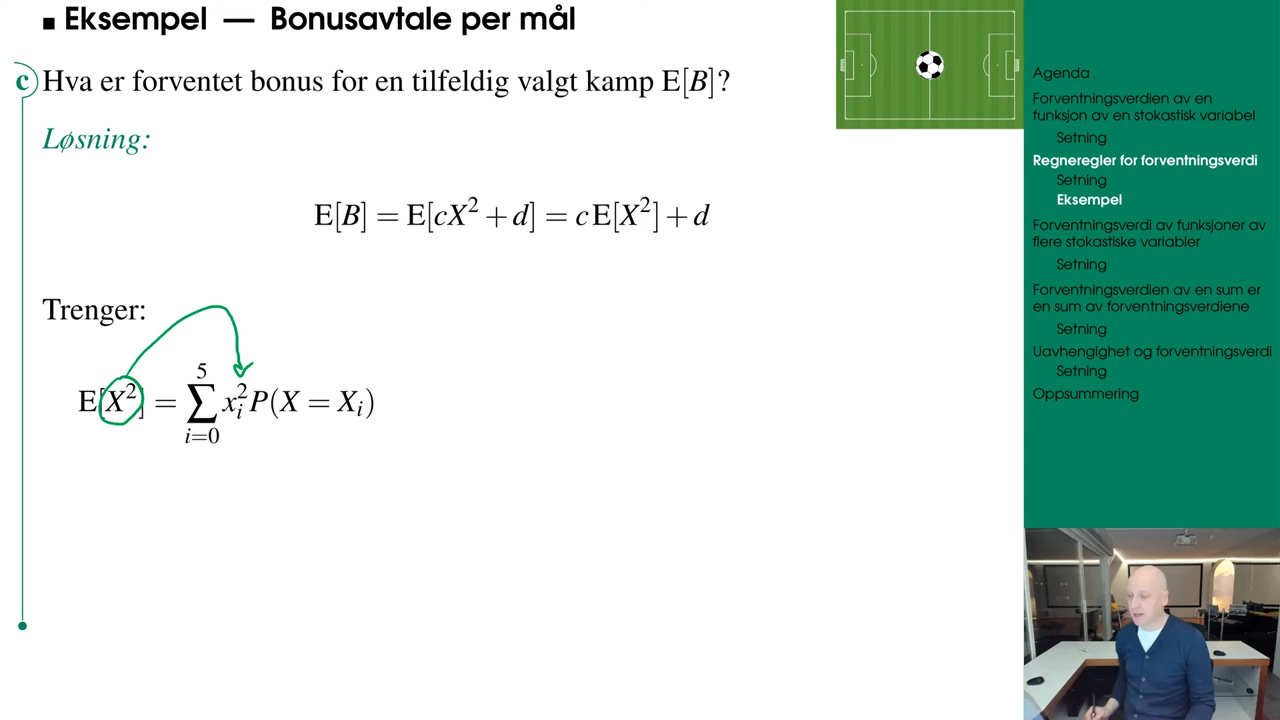 ▪ Eksempel — Bonusavtale per mål
c Hva er forventet bonus for en tilfeldig valgt kamp E[B]?
Løsning:
E[B] = E[cX² + d] = c E[X²] + d
Trenger:
E[X²] = ∑_{i=0}^{5} x_i² P(X = X_i)
Agenda
Forventningsverdien av en
funksjon av en stokastisk variabel
Setning
Regneregler for forventningsverdi
Setning
Eksempel
Forventningsverdi av funksjoner av
flere stokastiske variabler
Setning
Forventningsverdien av en sum er
en sum av forventningsverdiene
Setning
Uavhengighet og forventningsverdi
Setning
Oppsummering